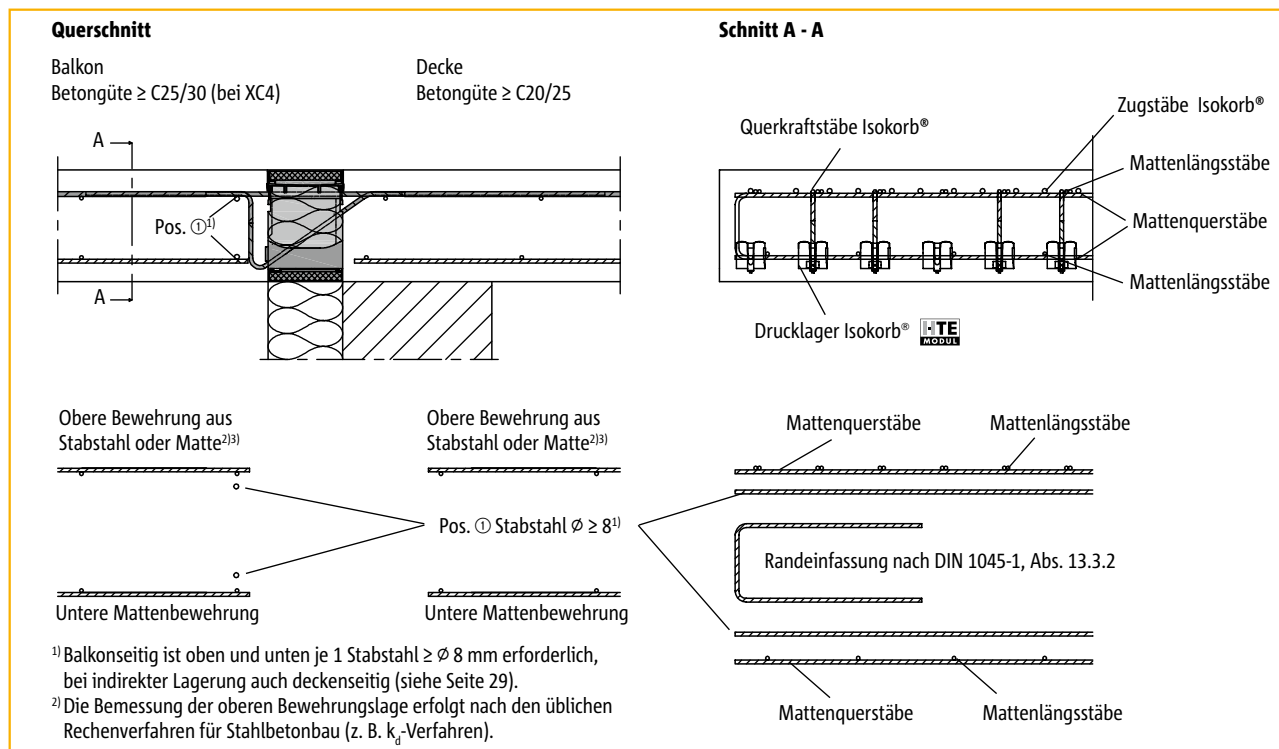 Querschnitt
Balkon
Betongüte ≥ C25/30 (bei XC4)
Decke
Betongüte ≥ C20/25
A
Pos. ①¹⁾
A
Schnitt A - A
Querkraftstäbe Isokorb®
Zugstäbe Isokorb®
Mattenlängsstäbe
Mattenquerstäbe
Mattenlängsstäbe
Drucklager Isokorb®
HTE
MODUL
Obere Bewehrung aus
Stabstahl oder Matte²⁾³⁾
Obere Bewehrung aus
Stabstahl oder Matte²⁾³⁾
Pos. ① Stabstahl ∅ ≥ 8¹⁾
Untere Mattenbewehrung
Untere Mattenbewehrung
Mattenquerstäbe
Mattenlängsstäbe
Randeinfassung nach DIN 1045-1, Abs. 13.3.2
Mattenquerstäbe
Mattenlängsstäbe
¹⁾ Balkonseitig ist oben und unten je 1 Stabstahl ≥ ∅ 8 mm erforderlich,
bei indirekter Lagerung auch deckenseitig (siehe Seite 29).
²⁾ Die Bemessung der oberen Bewehrungslage erfolgt nach den üblichen
Rechenverfahren für Stahlbetonbau (z. B. k_d-Verfahren).